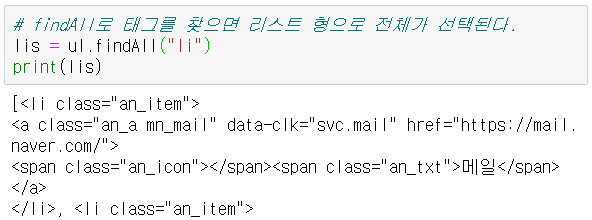 # findAll로 태그를 찾으면 리스트 형으로 전체가 선택된다.
lis = ul.findAll("li")
print(lis)
[<li class="an_item">
<a class="an_a mn_mail" data-clk="svc.mail" href="https://mail.
naver.com/">
<span class="an_icon"></span><span class="an_txt">메일</span>
</a>
</li>, <li class="an_item">